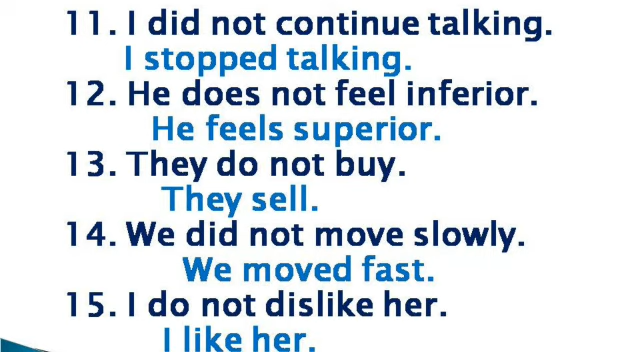 11. I did not continue talking.
I stopped talking.
12. He does not feel inferior.
He feels superior.
13. They do not buy.
They sell.
14. We did not move slowly.
We moved fast.
15. I do not dislike her.
I like her.